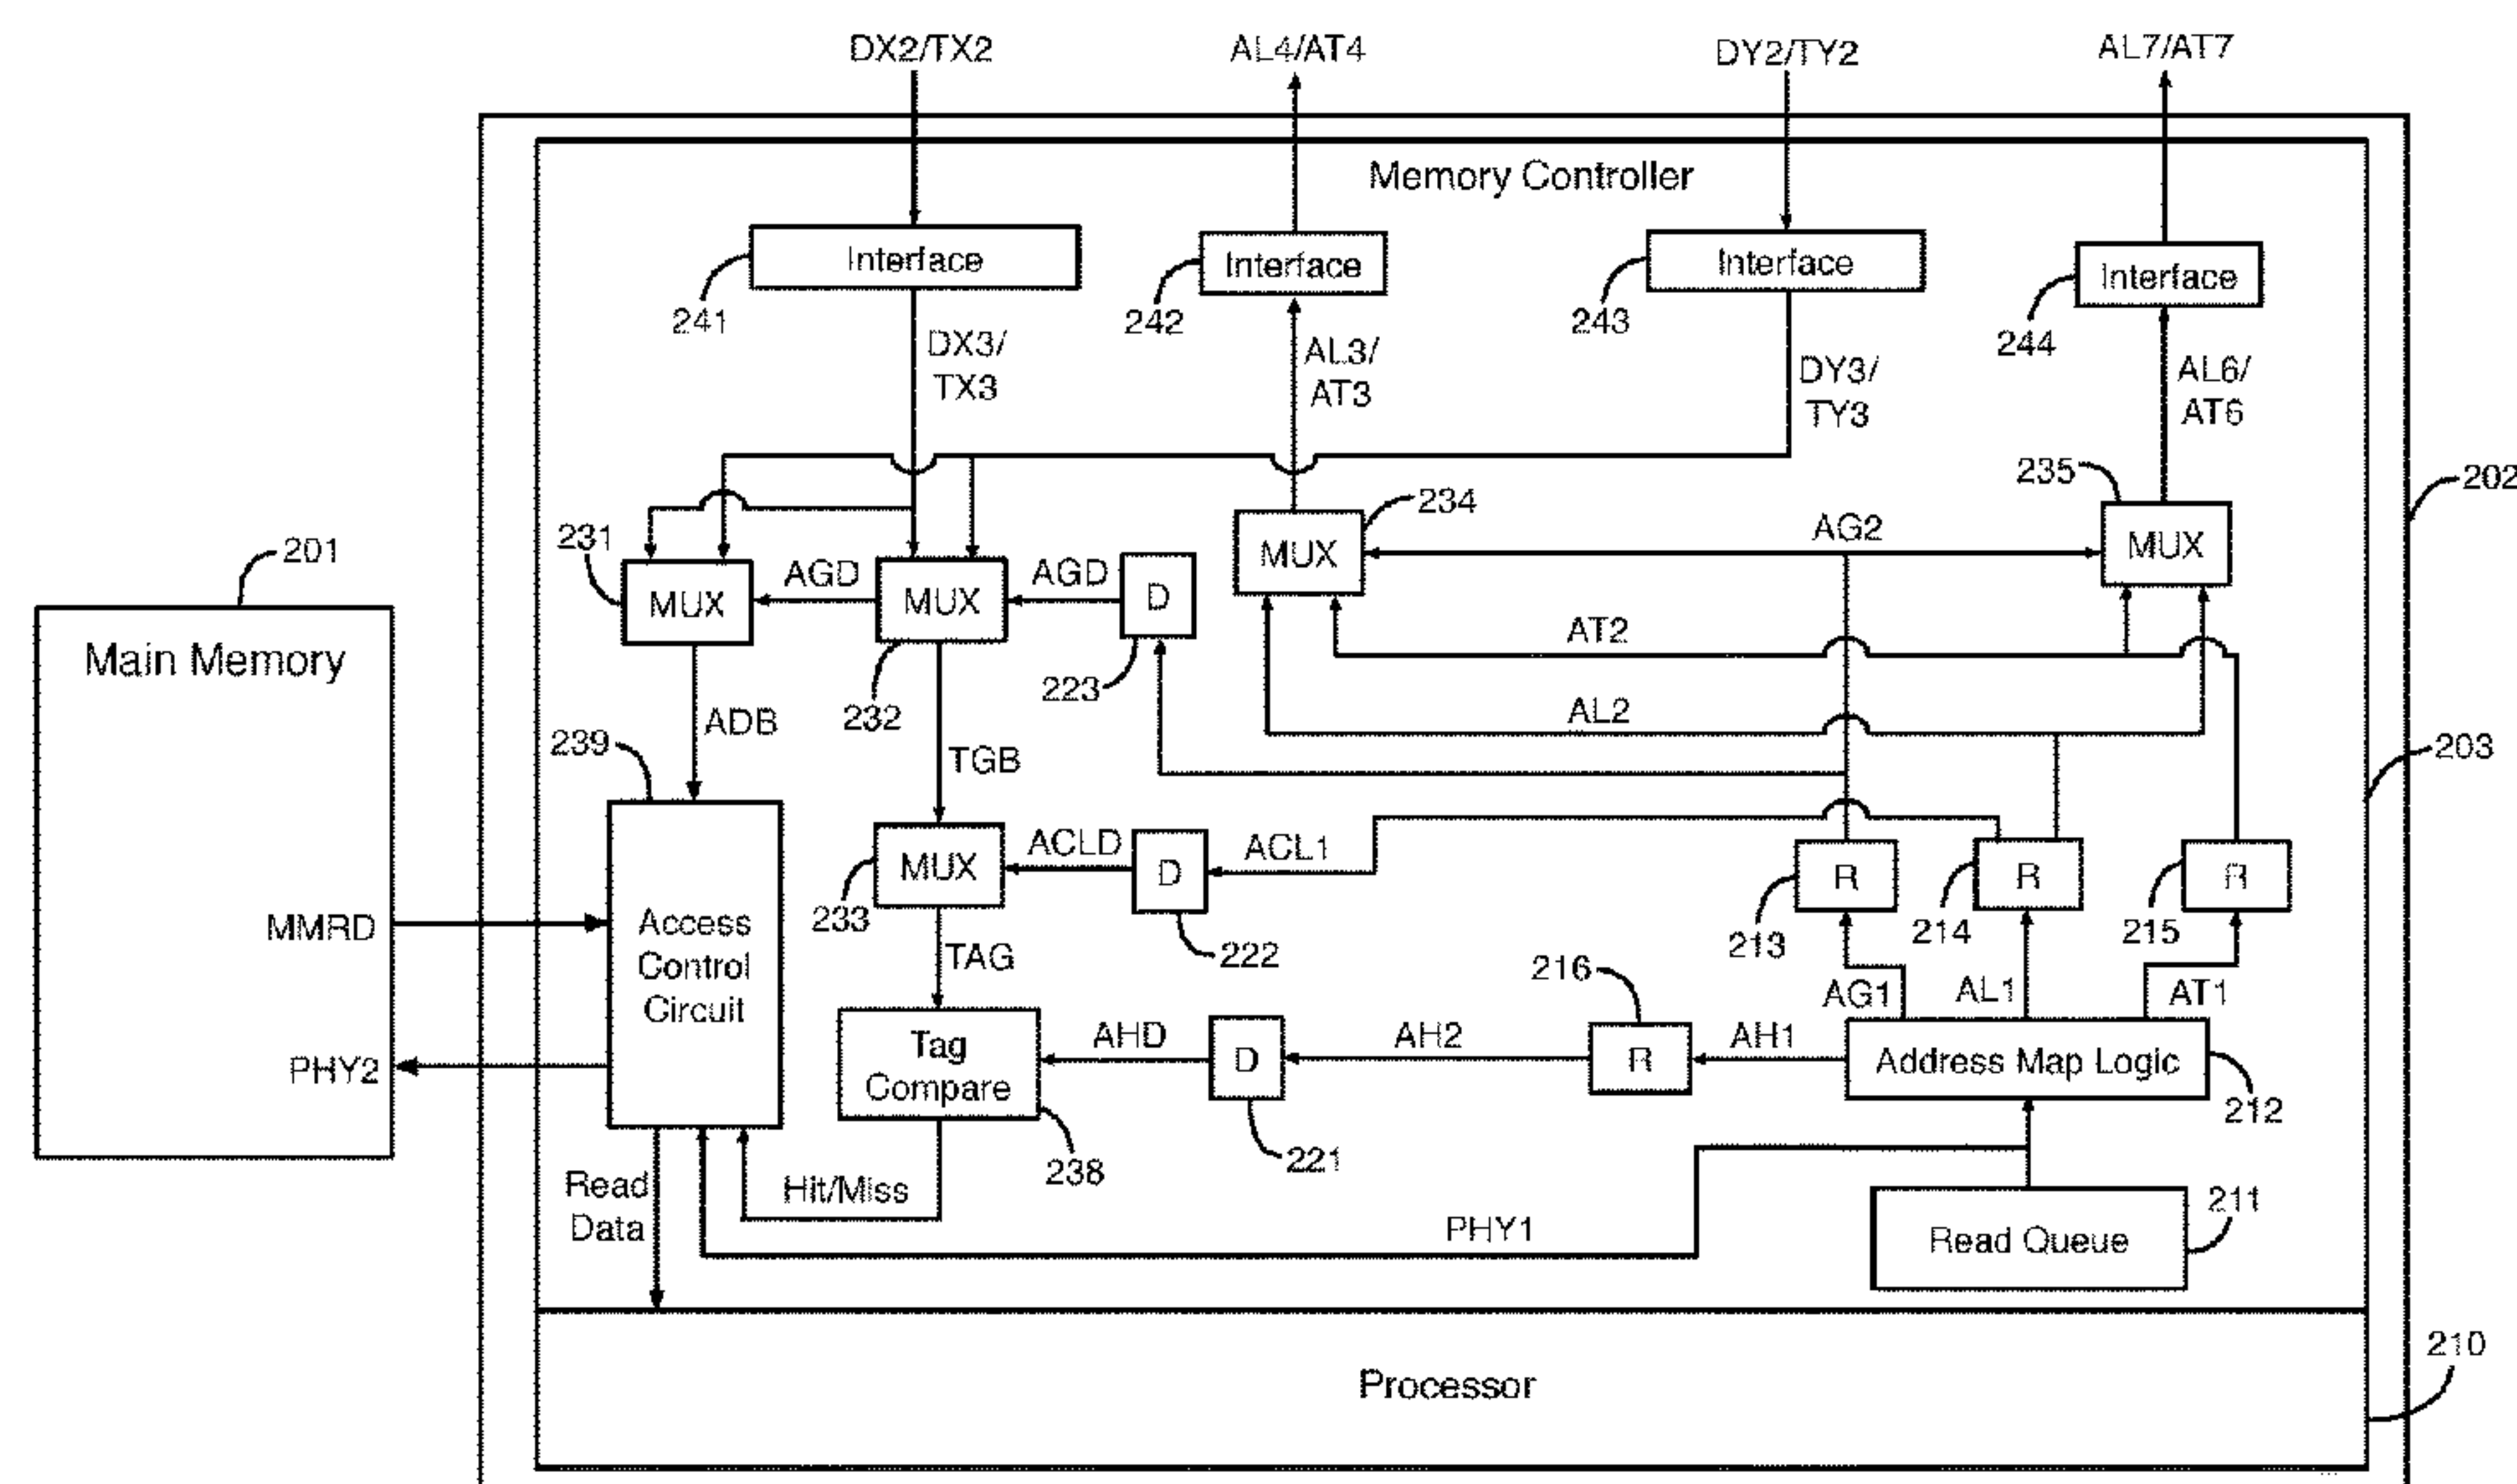 DX2/TX2
AL4/AT4
DY2/TY2
AL7/AT7
Memory Controller
Interface
241
Interface
242
Interface
243
Interface
244
DX3/
TX3
AL3/
AT3
DY3/
TY3
AL6/
AT6
201
Main Memory
MMRD
PHY2
231
MUX
AGD
MUX
232
AGD
D
223
MUX
234
AG2
235
MUX
202
AT2
AL2
203
ADB
239
Access
Control
Circuit
TGB
MUX
233
ACLD
D
222
ACL1
R
213
R
214
R
215
TAG
Tag
Compare
238
AHD
D
221
AH2
216
R
AH1
AG1
AL1
AT1
Address Map Logic
212
Read
Data
Hit/Miss
PHY1
Read Queue
211
Processor
210